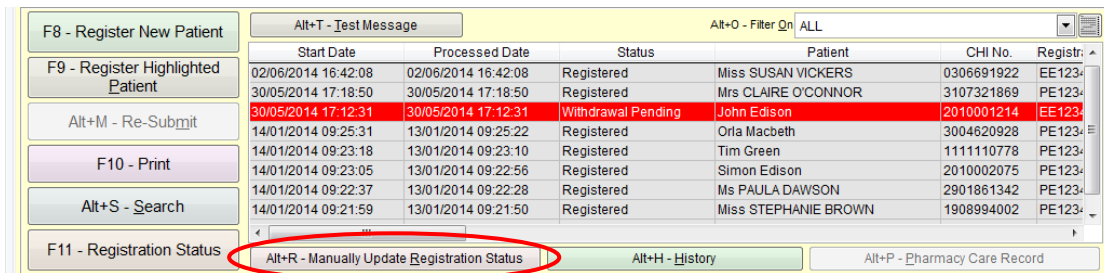 F8 - Register New Patient
F9 - Register Highlighted
Patient
Alt+M - Re-Submit
F10 - Print
Alt+S - Search
F11 - Registration Status
Alt+T - Test Message
Alt+O - Filter On ALL
Start Date Processed Date Status Patient CHI No. Registra
02/06/2014 16:42:08 02/06/2014 16:42:08 Registered Miss SUSAN VICKERS 0306691922 EE1234
30/05/2014 17:18:50 30/05/2014 17:18:50 Registered Mrs CLAIRE O'CONNOR 3107321869 PE1234
30/05/2014 17:12:31 30/05/2014 17:12:31 Withdrawal Pending John Edison 2010001214 EE1234
14/01/2014 09:25:31 13/01/2014 09:25:22 Registered Orla Macbeth 3004620928 PE1234
14/01/2014 09:23:18 13/01/2014 09:23:10 Registered Tim Green 1111110778 PE1234
14/01/2014 09:23:05 13/01/2014 09:22:56 Registered Simon Edison 2010002075 PE1234
14/01/2014 09:22:37 13/01/2014 09:22:28 Registered Ms PAULA DAWSON 2901861342 PE1234
14/01/2014 09:21:59 13/01/2014 09:21:50 Registered Miss STEPHANIE BROWN 1908994002 PE1234
Alt+R - Manually Update Registration Status
Alt+H - History
Alt+P - Pharmacy Care Record